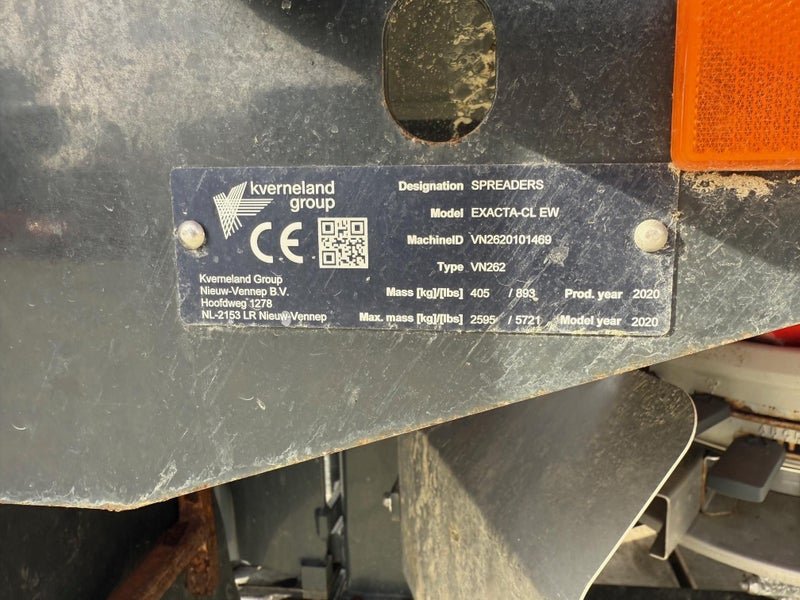 kverneland
group
CE
Kverneland Group
Nieuw-Vennep B.V.
Hoofdweg 1278
NL-2153 LR Nieuw-Vennep
Designation SPREADERS
Model EXACTA-CL EW
MachineID VN2620101469
Type VN262
Mass [kg]/[lbs] 405 / 893 Prod. year 2020
Max. mass [kg]/[lbs] 2595 / 5721 Model year 2020